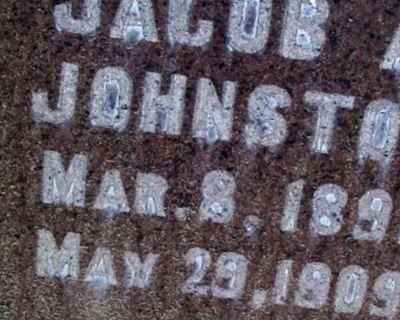 JACOB A
JOHNSTO
MAR. 8, 189
MAY 29, 1909